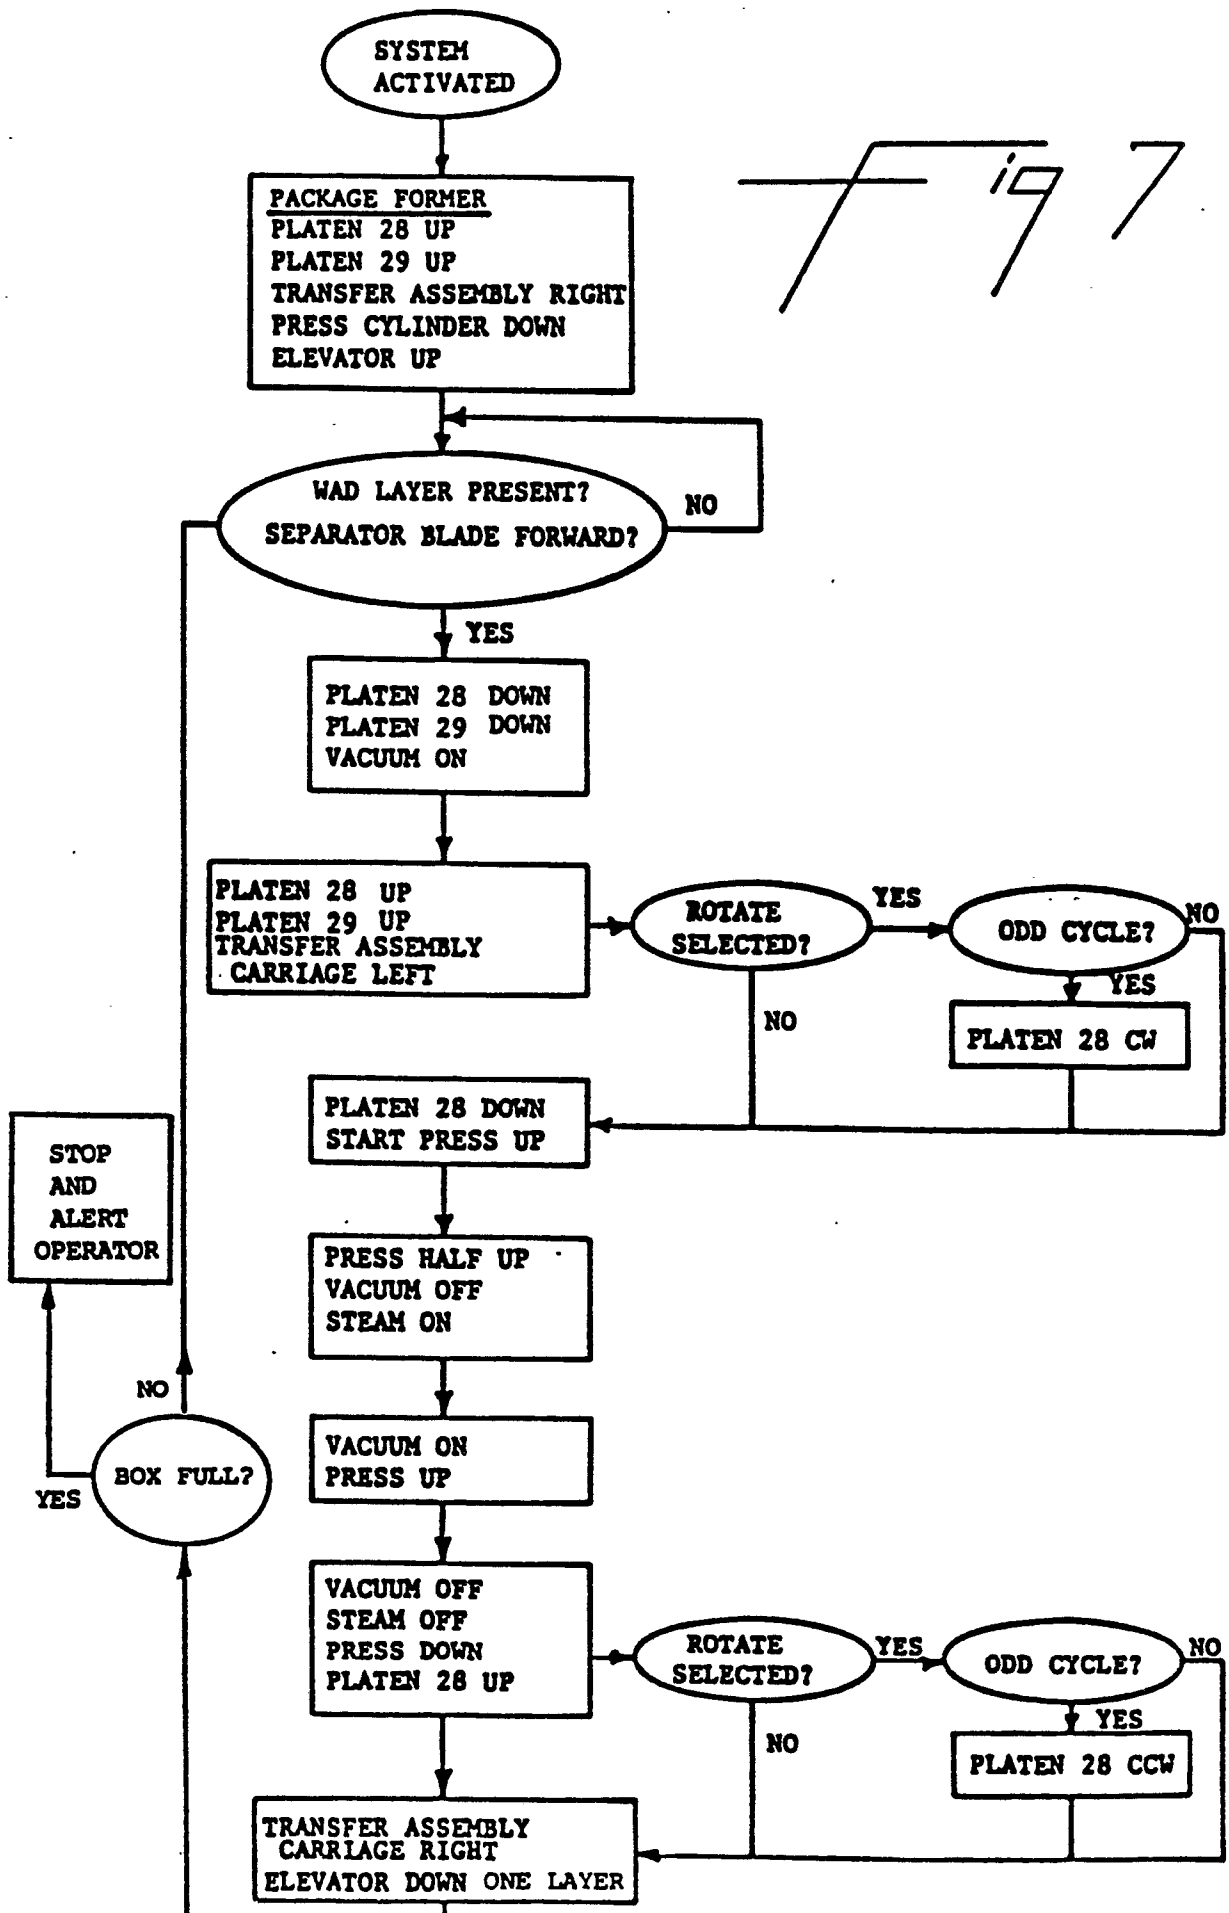 SYSTEM
ACTIVATED
Fig 7
PACKAGE FORMER
PLATEN 28 UP
PLATEN 29 UP
TRANSFER ASSEMBLY RIGHT
PRESS CYLINDER DOWN
ELEVATOR UP
WAD LAYER PRESENT?
SEPARATOR BLADE FORWARD?
NO
YES
PLATEN 28 DOWN
PLATEN 29 DOWN
VACUUM ON
PLATEN 28 UP
PLATEN 29 UP
TRANSFER ASSEMBLY
CARRIAGE LEFT
ROTATE
SELECTED?
YES
NO
ODD CYCLE?
NO
YES
PLATEN 28 CW
PLATEN 28 DOWN
START PRESS UP
STOP
AND
ALERT
OPERATOR
PRESS HALF UP
VACUUM OFF
STEAM ON
NO
BOX FULL?
YES
VACUUM ON
PRESS UP
VACUUM OFF
STEAM OFF
PRESS DOWN
PLATEN 28 UP
ROTATE
SELECTED?
YES
NO
ODD CYCLE?
NO
YES
PLATEN 28 CCW
TRANSFER ASSEMBLY
CARRIAGE RIGHT
ELEVATOR DOWN ONE LAYER